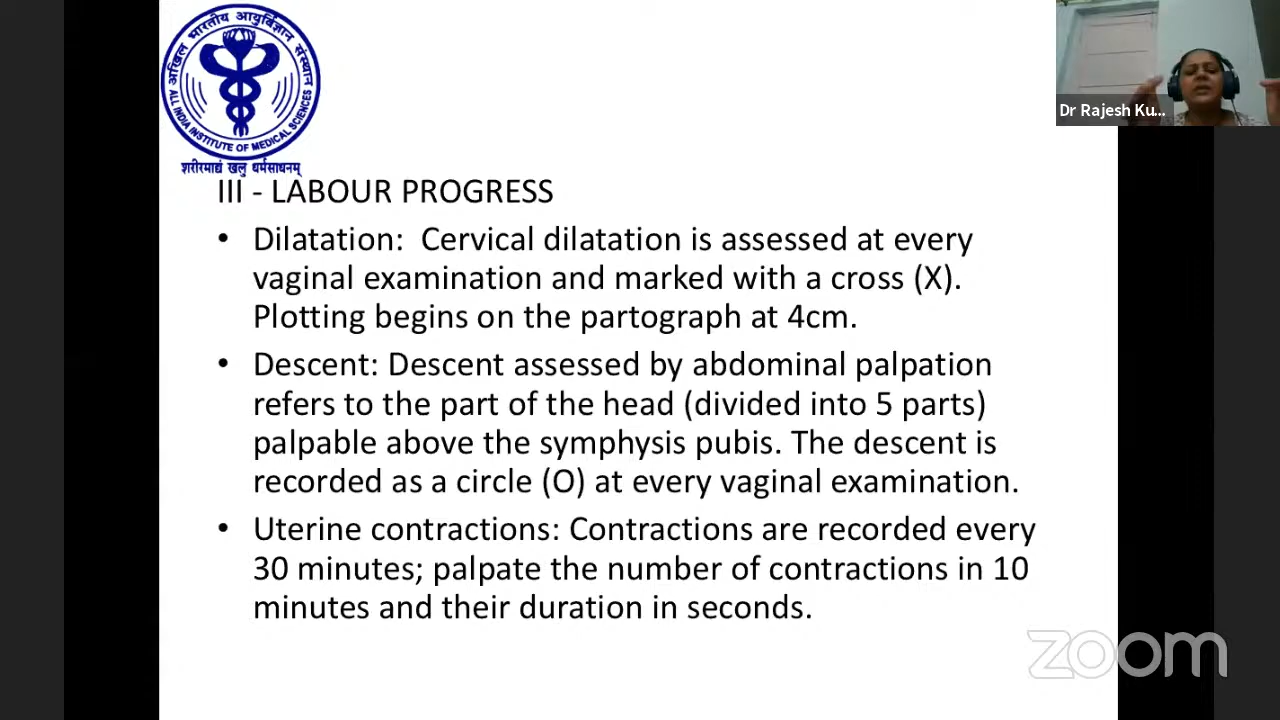 अखिल भारतीय आयुर्विज्ञान संस्थान
ALL INDIA INSTITUTE OF MEDICAL SCIENCES
शरीरमाद्यं खलु धर्मसाधनम्
Dr Rajesh Ku...
III - LABOUR PROGRESS
• Dilatation: Cervical dilatation is assessed at every
vaginal examination and marked with a cross (X).
Plotting begins on the partograph at 4cm.
• Descent: Descent assessed by abdominal palpation
refers to the part of the head (divided into 5 parts)
palpable above the symphysis pubis. The descent is
recorded as a circle (O) at every vaginal examination.
• Uterine contractions: Contractions are recorded every
30 minutes; palpate the number of contractions in 10
minutes and their duration in seconds.
zoom